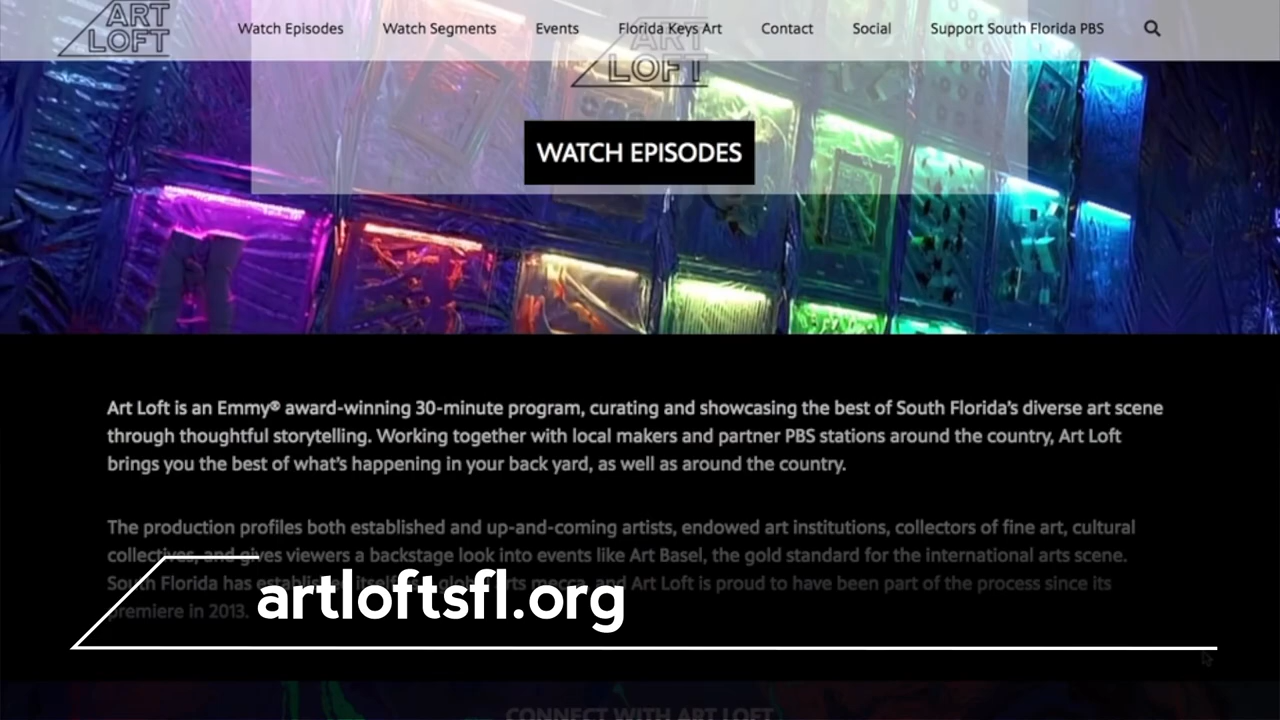 ART
LOFT
Watch Episodes Watch Segments Events Florida Keys Art Contact Social Support South Florida PBS
ART
LOFT
WATCH EPISODES
Art Loft is an Emmy® award-winning 30-minute program, curating and showcasing the best of South Florida's diverse art scene
through thoughtful storytelling. Working together with local makers and partner PBS stations around the country, Art Loft
brings you the best of what's happening in your back yard, as well as around the country.
The production profiles both established and up-and-coming artists, endowed art institutions, collectors of fine art, cultural
collectives, and gives viewers a backstage look into events like Art Basel, the gold standard for the international arts scene.
South Florida has established itself global arts mecca, and Art Loft is proud to have been part of the process since its
premiere in 2013.
artloftsfl.org
CONNECT WITH ART LOFT